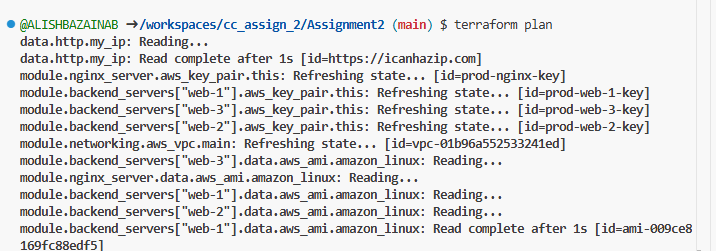 @ALISHBAZAINAB ➜/workspaces/cc_assign_2/Assignment2 (main) $ terraform plan
data.http.my_ip: Reading...
data.http.my_ip: Read complete after 1s [id=https://icanhazip.com]
module.nginx_server.aws_key_pair.this: Refreshing state... [id=prod-nginx-key]
module.backend_servers["web-1"].aws_key_pair.this: Refreshing state... [id=prod-web-1-key]
module.backend_servers["web-3"].aws_key_pair.this: Refreshing state... [id=prod-web-3-key]
module.backend_servers["web-2"].aws_key_pair.this: Refreshing state... [id=prod-web-2-key]
module.networking.aws_vpc.main: Refreshing state... [id=vpc-01b96a552533241ed]
module.backend_servers["web-3"].data.aws_ami.amazon_linux: Reading...
module.nginx_server.data.aws_ami.amazon_linux: Reading...
module.backend_servers["web-1"].data.aws_ami.amazon_linux: Reading...
module.backend_servers["web-2"].data.aws_ami.amazon_linux: Reading...
module.backend_servers["web-1"].data.aws_ami.amazon_linux: Read complete after 1s [id=ami-009ce8
169fc88edf5]